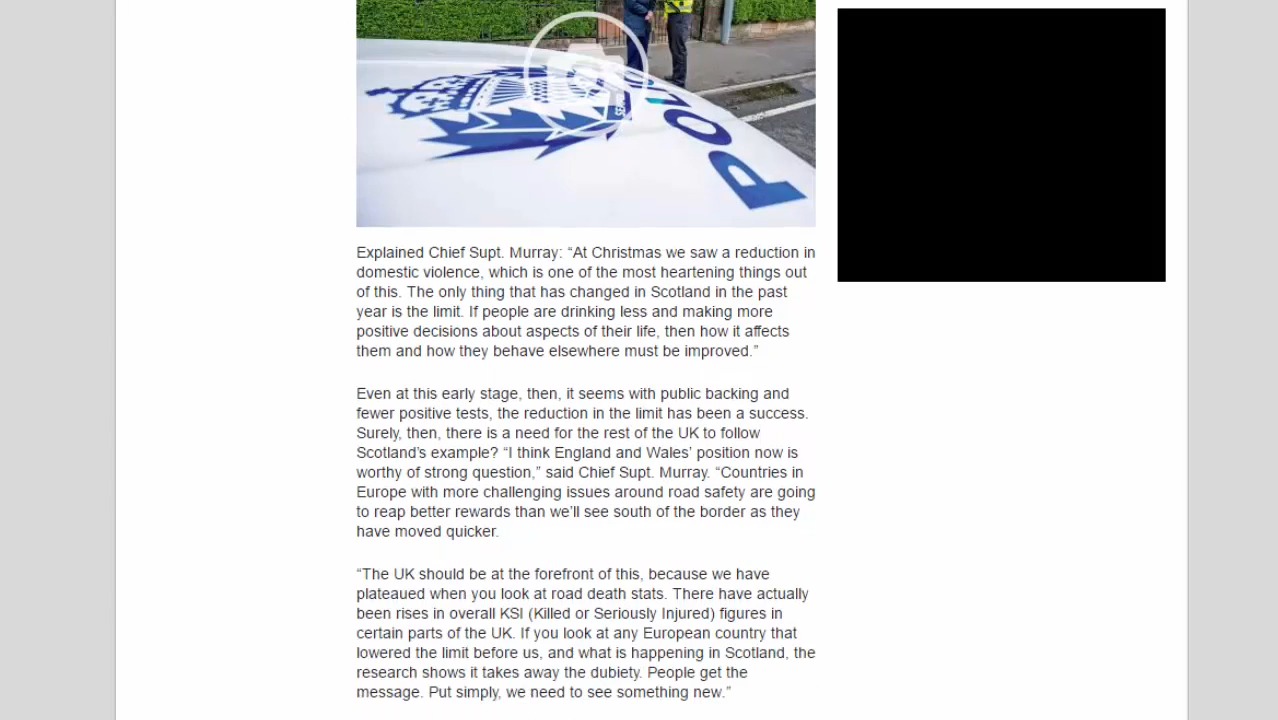 POLI
Explained Chief Supt. Murray: “At Christmas we saw a reduction in
domestic violence, which is one of the most heartening things out
of this. The only thing that has changed in Scotland in the past
year is the limit. If people are drinking less and making more
positive decisions about aspects of their life, then how it affects
them and how they behave elsewhere must be improved.”
Even at this early stage, then, it seems with public backing and
fewer positive tests, the reduction in the limit has been a success.
Surely, then, there is a need for the rest of the UK to follow
Scotland’s example? “I think England and Wales’ position now is
worthy of strong question,” said Chief Supt. Murray. “Countries in
Europe with more challenging issues around road safety are going
to reap better rewards than we’ll see south of the border as they
have moved quicker.
“The UK should be at the forefront of this, because we have
plateaued when you look at road death stats. There have actually
been rises in overall KSI (Killed or Seriously Injured) figures in
certain parts of the UK. If you look at any European country that
lowered the limit before us, and what is happening in Scotland, the
research shows it takes away the dubiety. People get the
message. Put simply, we need to see something new.”